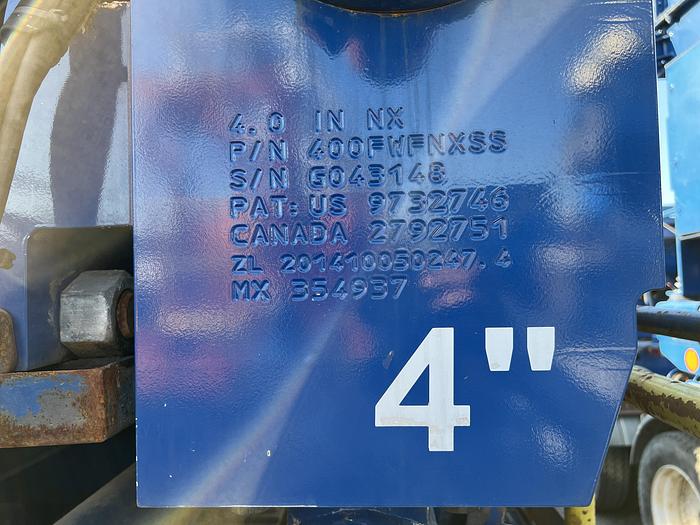 4.0 IN NX
P/N 400FWFNXSS
S/N G043148
PAT: US 9732746
CANADA 2792751
ZL 201410050247.4
MX 354937
4"